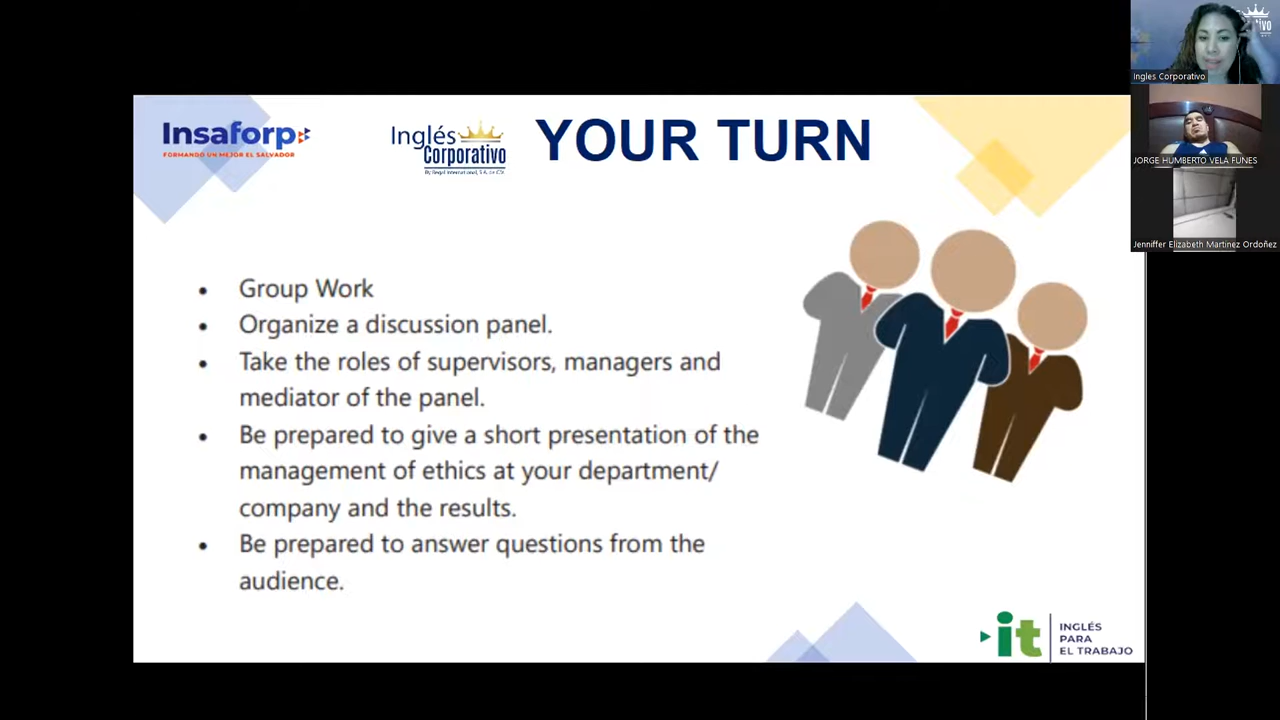 Insaforp
FORMANDO UN MEJOR EL SALVADOR
Inglés
Corporativo
YOUR TURN
• Group Work
• Organize a discussion panel.
• Take the roles of supervisors, managers and
mediator of the panel.
• Be prepared to give a short presentation of the
management of ethics at your department/
company and the results.
• Be prepared to answer questions from the
audience.
it
INGLÉS
PARA
EL TRABAJO
Ingles Corporativo
JORGE HUMBERTO VELA FUNES
Jenniffer Elizabeth Martinez Ordoñez